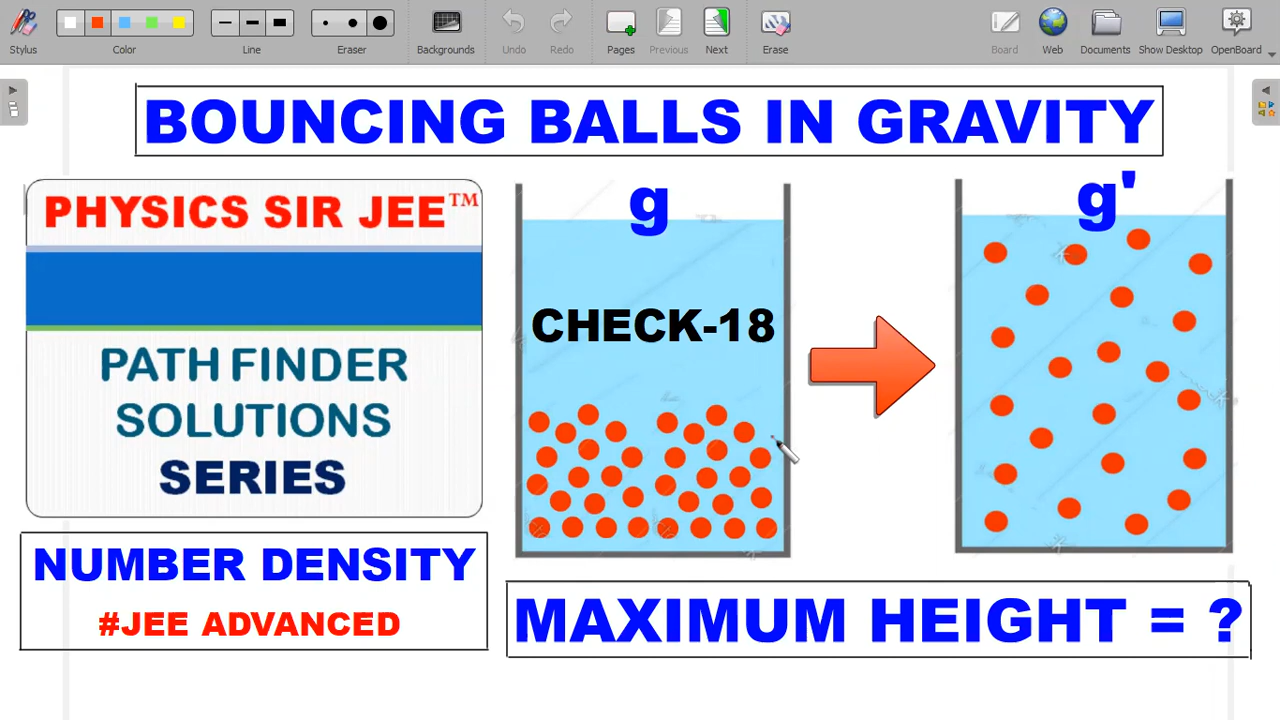 Stylus
Color
Line
Eraser
Backgrounds
Undo
Redo
Pages
Previous
Next
Erase
Board
Web
Documents
Show Desktop
OpenBoard
BOUNCING BALLS IN GRAVITY
PHYSICS SIR JEE™
PATH FINDER
SOLUTIONS
SERIES
NUMBER DENSITY
#JEE ADVANCED
g
CHECK-18
g'
MAXIMUM HEIGHT = ?